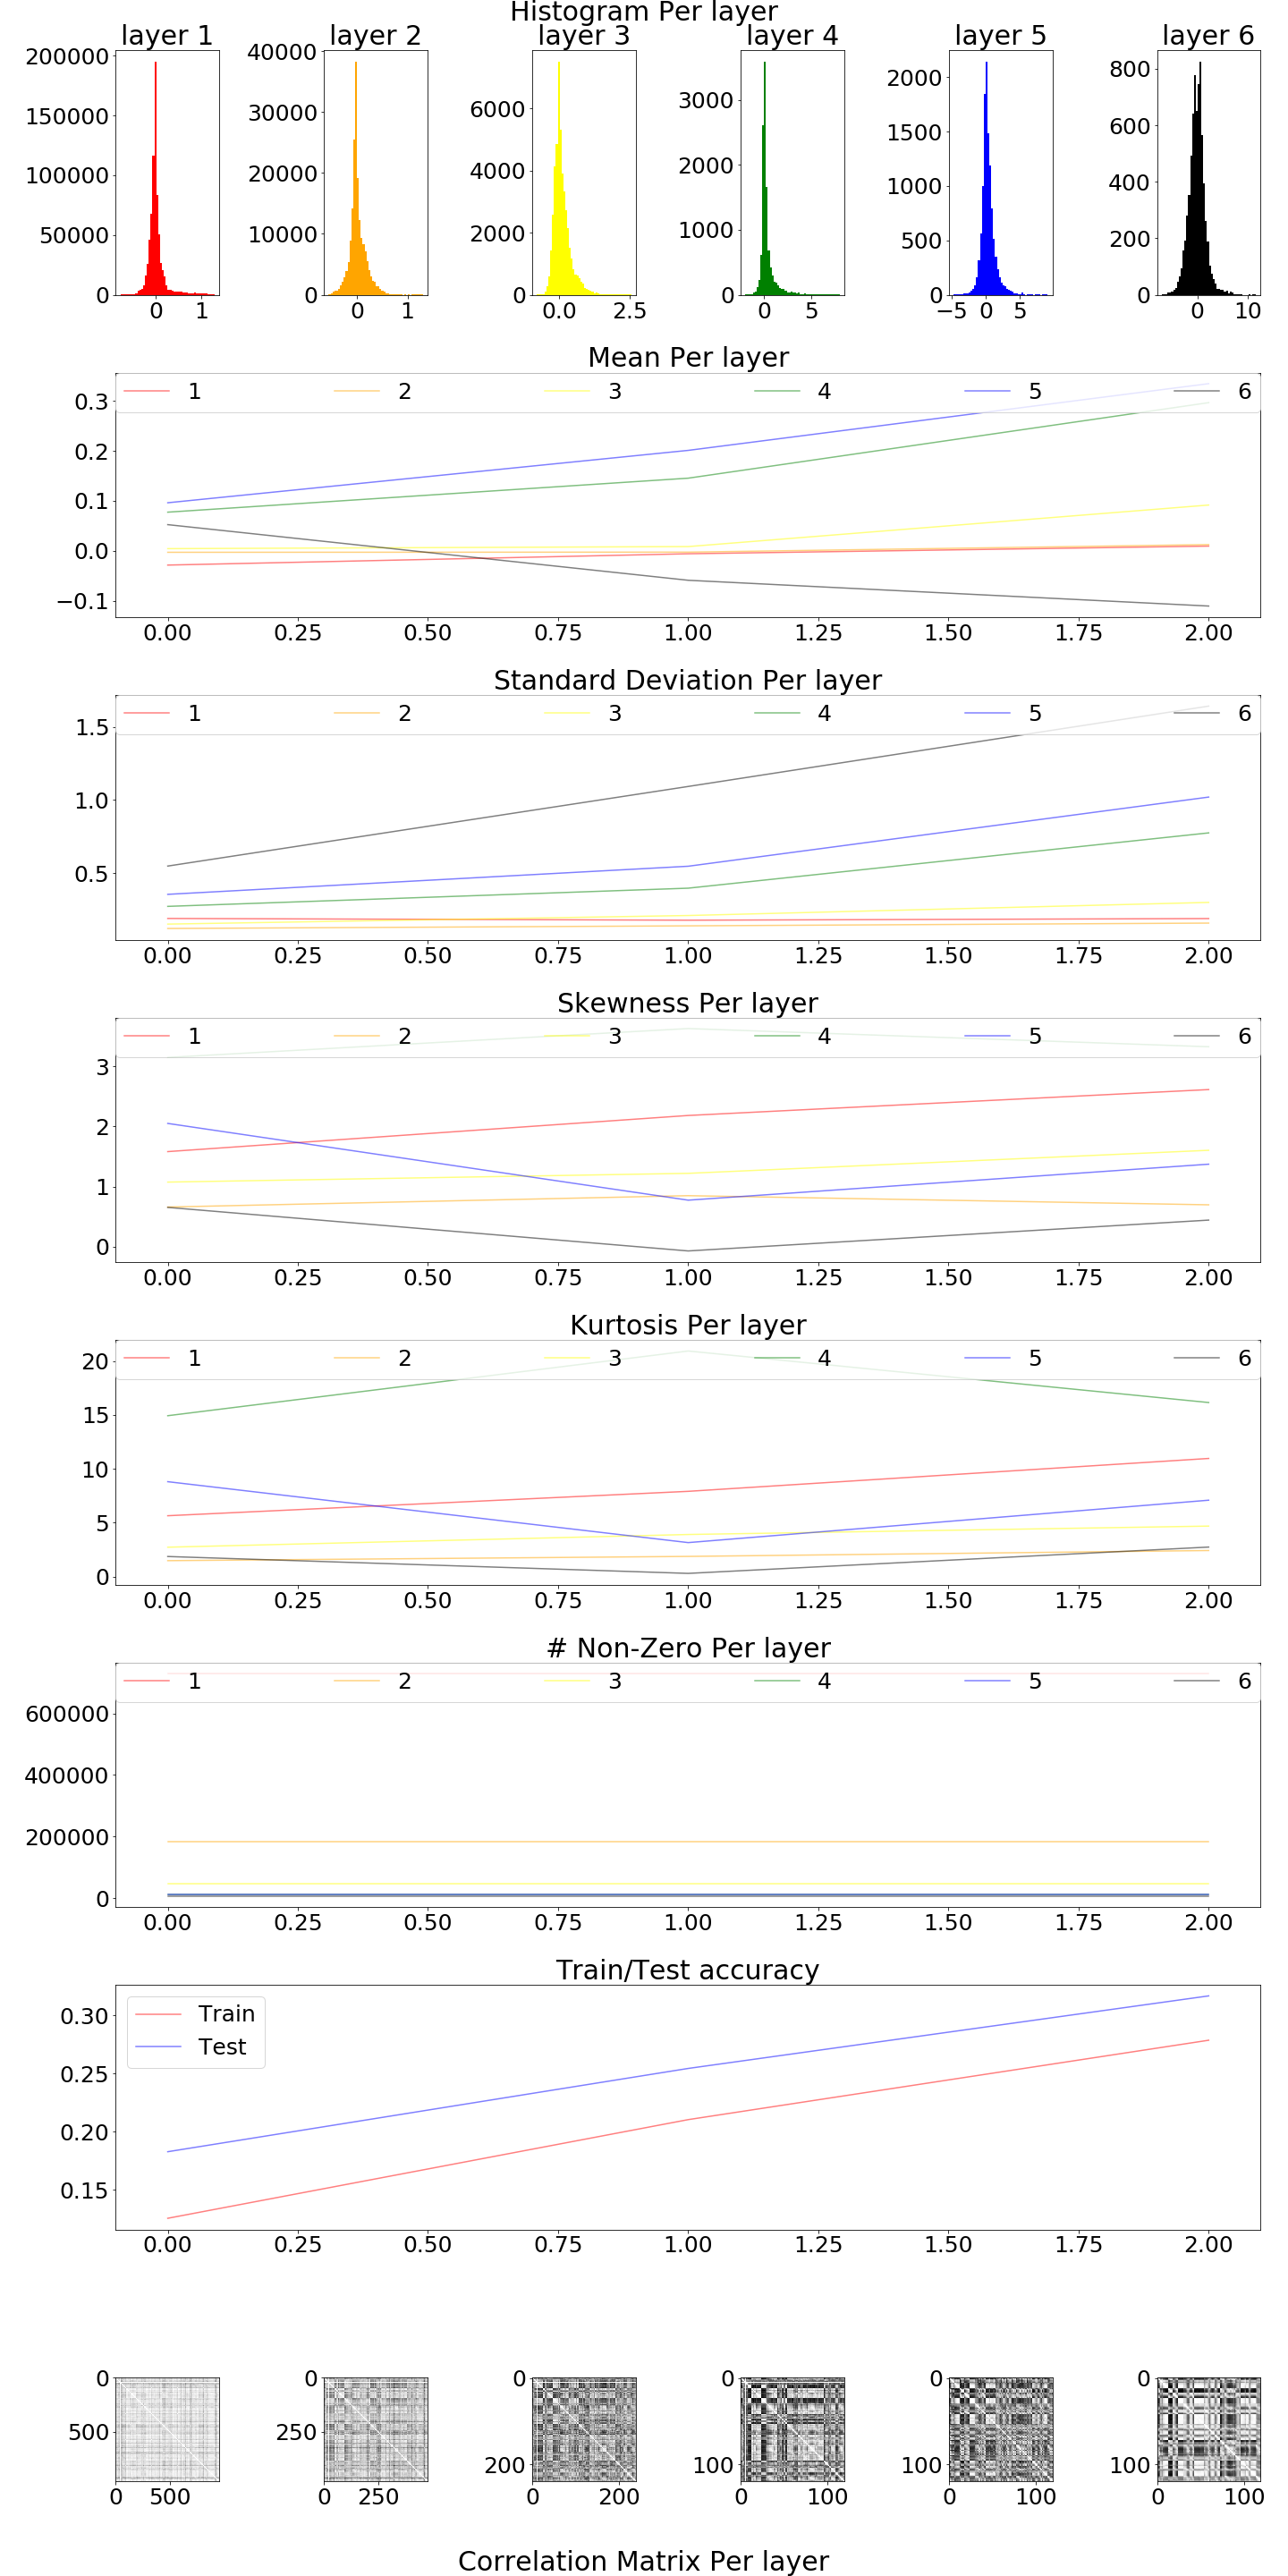 Histogram Per layer
layer 1 layer 2 layer 3 layer 4 layer 5 layer 6
200000 150000 100000 50000 0
0 1
40000 30000 20000 10000 0
0 1
6000 4000 2000 0
0.0 2.5
3000 2000 1000 0
0 5
2000 1500 1000 500 0
−5 0 5
800 600 400 200 0
0 10
Mean Per layer
1 2 3 4 5 6
0.3
0.2
0.1
0.0
−0.1
0.00 0.25 0.50 0.75 1.00 1.25 1.50 1.75 2.00
Standard Deviation Per layer
1 2 3 4 5 6
1.5
1.0
0.5
0.00 0.25 0.50 0.75 1.00 1.25 1.50 1.75 2.00
Skewness Per layer
1 2 3 4 5 6
3
2
1
0
0.00 0.25 0.50 0.75 1.00 1.25 1.50 1.75 2.00
Kurtosis Per layer
1 2 3 4 5 6
20
15
10
5
0
0.00 0.25 0.50 0.75 1.00 1.25 1.50 1.75 2.00
# Non-Zero Per layer
1 2 3 4 5 6
600000
400000
200000
0
0.00 0.25 0.50 0.75 1.00 1.25 1.50 1.75 2.00
Train/Test accuracy
Train
Test
0.30
0.25
0.20
0.15
0.00 0.25 0.50 0.75 1.00 1.25 1.50 1.75 2.00
0 500
0 500
0 250
0 250
0 200
0 200
0 100
0 100
0 100
0 100
0 100
0 100
Correlation Matrix Per layer